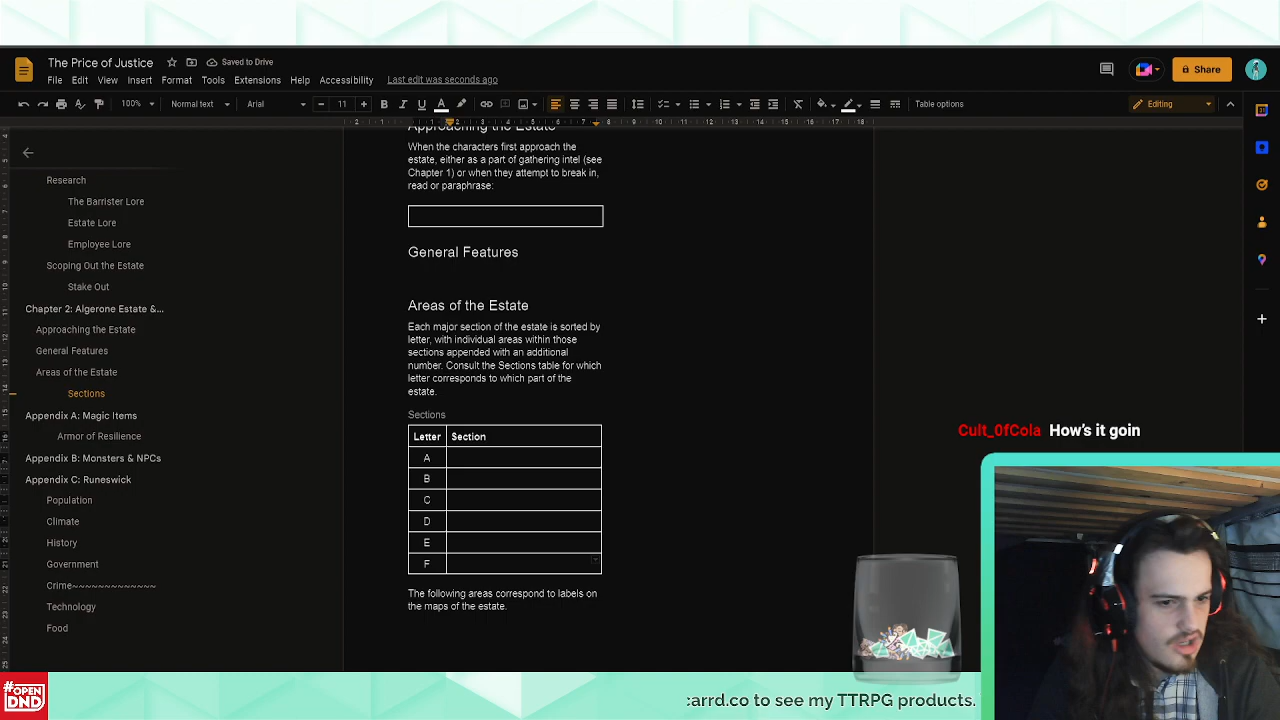 The Price of Justice
Saved to Drive
File Edit View Insert Format Tools Extensions Help Accessibility
Last edit was seconds ago
Share
100%
Normal text
Arial
11
Table options
Editing
Research
The Barrister Lore
Estate Lore
Employee Lore
Scoping Out the Estate
Stake Out
Chapter 2: Algerone Estate &...
Approaching the Estate
General Features
Areas of the Estate
Sections
Appendix A: Magic Items
Armor of Resilience
Appendix B: Monsters & NPCs
Appendix C: Runeswick
Population
Climate
History
Government
Crime~~~~~~~~~~~~~
Technology
Food
Approaching the Estate
When the characters first approach the
estate, either as a part of gathering intel (see
Chapter 1) or when they attempt to break in,
read or paraphrase:
General Features
Areas of the Estate
Each major section of the estate is sorted by
letter, with individual areas within those
sections appended with an additional
number. Consult the Sections table for which
letter corresponds to which part of the
estate.
Sections
Letter Section
A
B
C
D
E
F
The following areas correspond to labels on
the maps of the estate.
Cult_0fCola How's it goin
#OPEN
DND
carrd.co to see my TTRPG products.